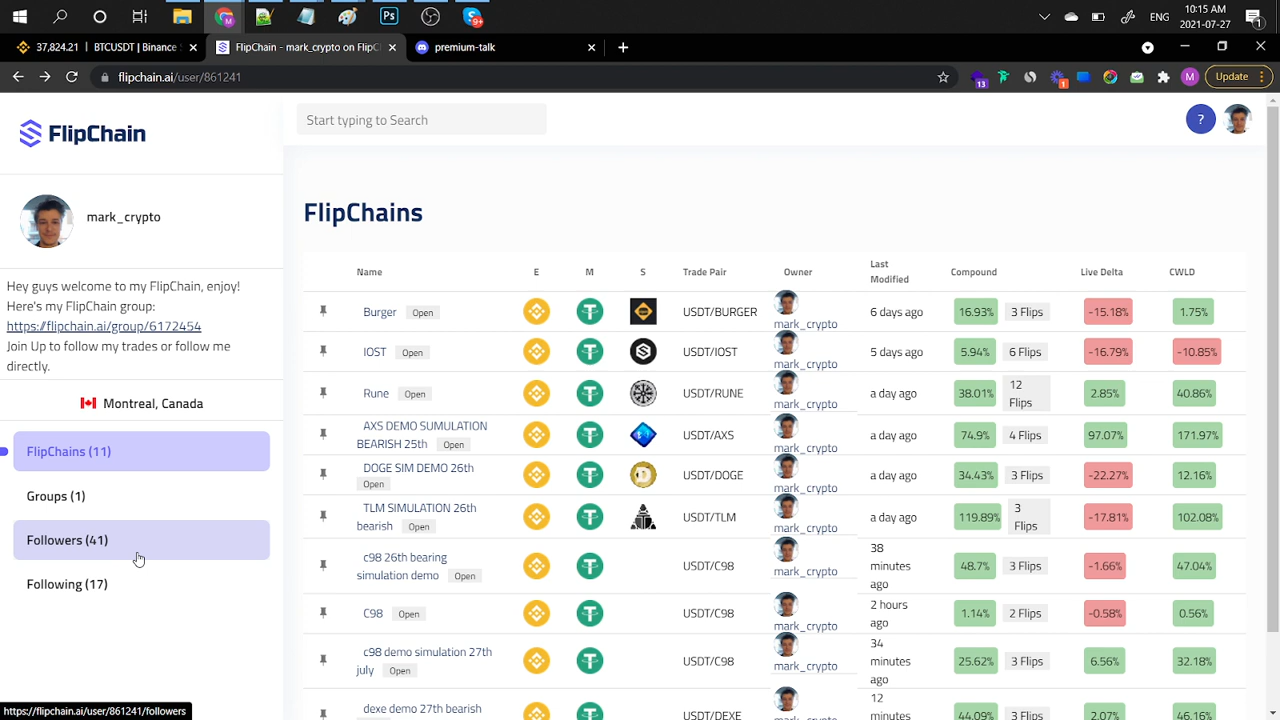 10:15 AM
ENG
2021-07-27
37,824.21 | BTCUSDT | Binance S
FlipChain - mark_crypto on FlipC
premium-talk
flipchain.ai/user/861241
13
1
M
Update
FlipChain
Start typing to Search
?
mark_crypto
Hey guys welcome to my FlipChain, enjoy!
Here's my FlipChain group:
https://flipchain.ai/group/6172454
Join Up to follow my trades or follow me
directly.
Montreal, Canada
FlipChains (11)
Groups (1)
Followers (41)
Following (17)
FlipChains
Name E M S Trade Pair Owner Last Modified Compound Live Delta CWLD
Burger Open USDT/BURGER mark_crypto 6 days ago 16.93% 3 Flips -15.18% 1.75%
IOST Open USDT/IOST mark_crypto 5 days ago 5.94% 6 Flips -16.79% -10.85%
Rune Open USDT/RUNE mark_crypto a day ago 38.01% 12 Flips 2.85% 40.86%
AXS DEMO SUMULATION BEARISH 25th Open USDT/AXS mark_crypto a day ago 74.9% 4 Flips 97.07% 171.97%
DOGE SIM DEMO 26th Open USDT/DOGE mark_crypto a day ago 34.43% 3 Flips -22.27% 12.16%
TLM SIMULATION 26th bearish Open USDT/TLM mark_crypto a day ago 119.89% 3 Flips -17.81% 102.08%
c98 26th bearing simulation demo Open USDT/C98 mark_crypto 38 minutes ago 48.7% 3 Flips -1.66% 47.04%
C98 Open USDT/C98 mark_crypto 2 hours ago 1.14% 2 Flips -0.58% 0.56%
c98 demo simulation 27th july Open USDT/C98 mark_crypto 34 minutes ago 25.62% 3 Flips 6.56% 32.18%
dexe demo 27th bearish USDT/DEXE 12 minutes 44.09% 3 Flips 2.07% 46.16%
https://flipchain.ai/user/861241/followers